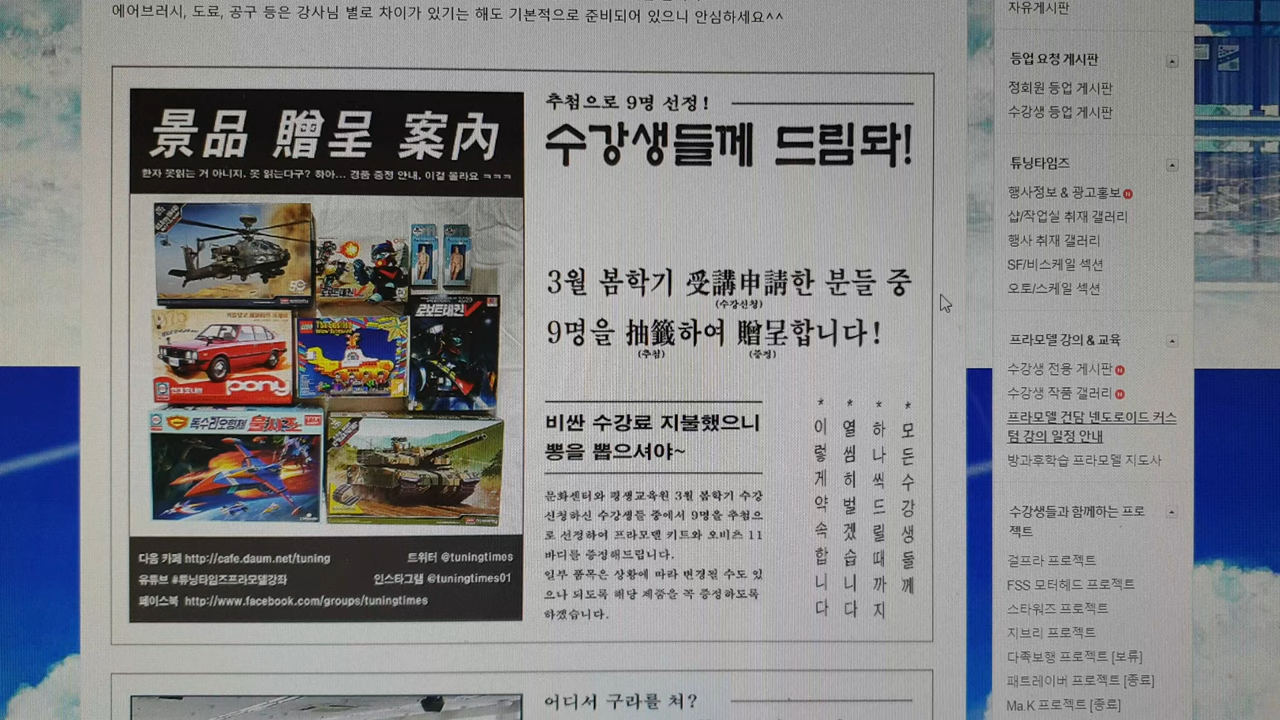 에어브러시, 도료, 공구 등은 강사님 별로 차이가 있기는 해도 기본적으로 준비되어 있으니 안심하세요^^
景品 贈呈 案內
한자 못읽는 거 아니지. 못 읽는다구? 하아... 경품 증정 안내, 이걸 몰라요 ㅋㅋㅋ
pony
독수리오형제
다음 카페 http://cafe.daum.net/tuning
트위터 @tuningtimes
유튜브 #튜닝타임즈프라모델강좌
인스타그램 @tuningtimes01
페이스북 http://www.facebook.com/groups/tuningtimes
추첨으로 9명 선정!
수강생들께 드림돠!
3월 봄학기 受講申請한 분들 중
(수강신청)
9명을 抽籤하여 贈呈합니다!
(추첨) (증정)
비싼 수강료 지불했으니
뽕을 뽑으셔야~
문화센터와 평생교육원 3월 봄학기 수강
신청하신 수강생들 중에서 9명을 추첨으
로 선정하여 프라모델 키트와 오비츠 11
바디를 증정해드립니다.
일부 품목은 상황에 따라 변경될 수도 있
으나 되도록 해당 제품을 꼭 증정하도록
하겠습니다.
*모든수강생들께
*하나씩드릴때까지
*열씸히벌겠습니다
*이렇게약속합니다
어디서 구라를 쳐?
자유게시판
등업 요청 게시판
정회원 등업 게시판
수강생 등업 게시판
튜닝타임즈
행사정보 & 광고홍보
샵/작업실 취재 갤러리
행사 취재 갤러리
SF/비스케일 섹션
오토/스케일 섹션
프라모델 강의 & 교육
수강생 전용 게시판
수강생 작품 갤러리
프라모델 건담 넨도로이드 커스
텀 강의 일정 안내
방과후학습 프라모델 지도사
수강생들과 함께하는 프로
젝트
걸프라 프로젝트
FSS 모터헤드 프로젝트
스타워즈 프로젝트
지브리 프로젝트
다족보행 프로젝트 [보류]
패트레이버 프로젝트 [종료]
Ma.K 프로젝트 [종료]